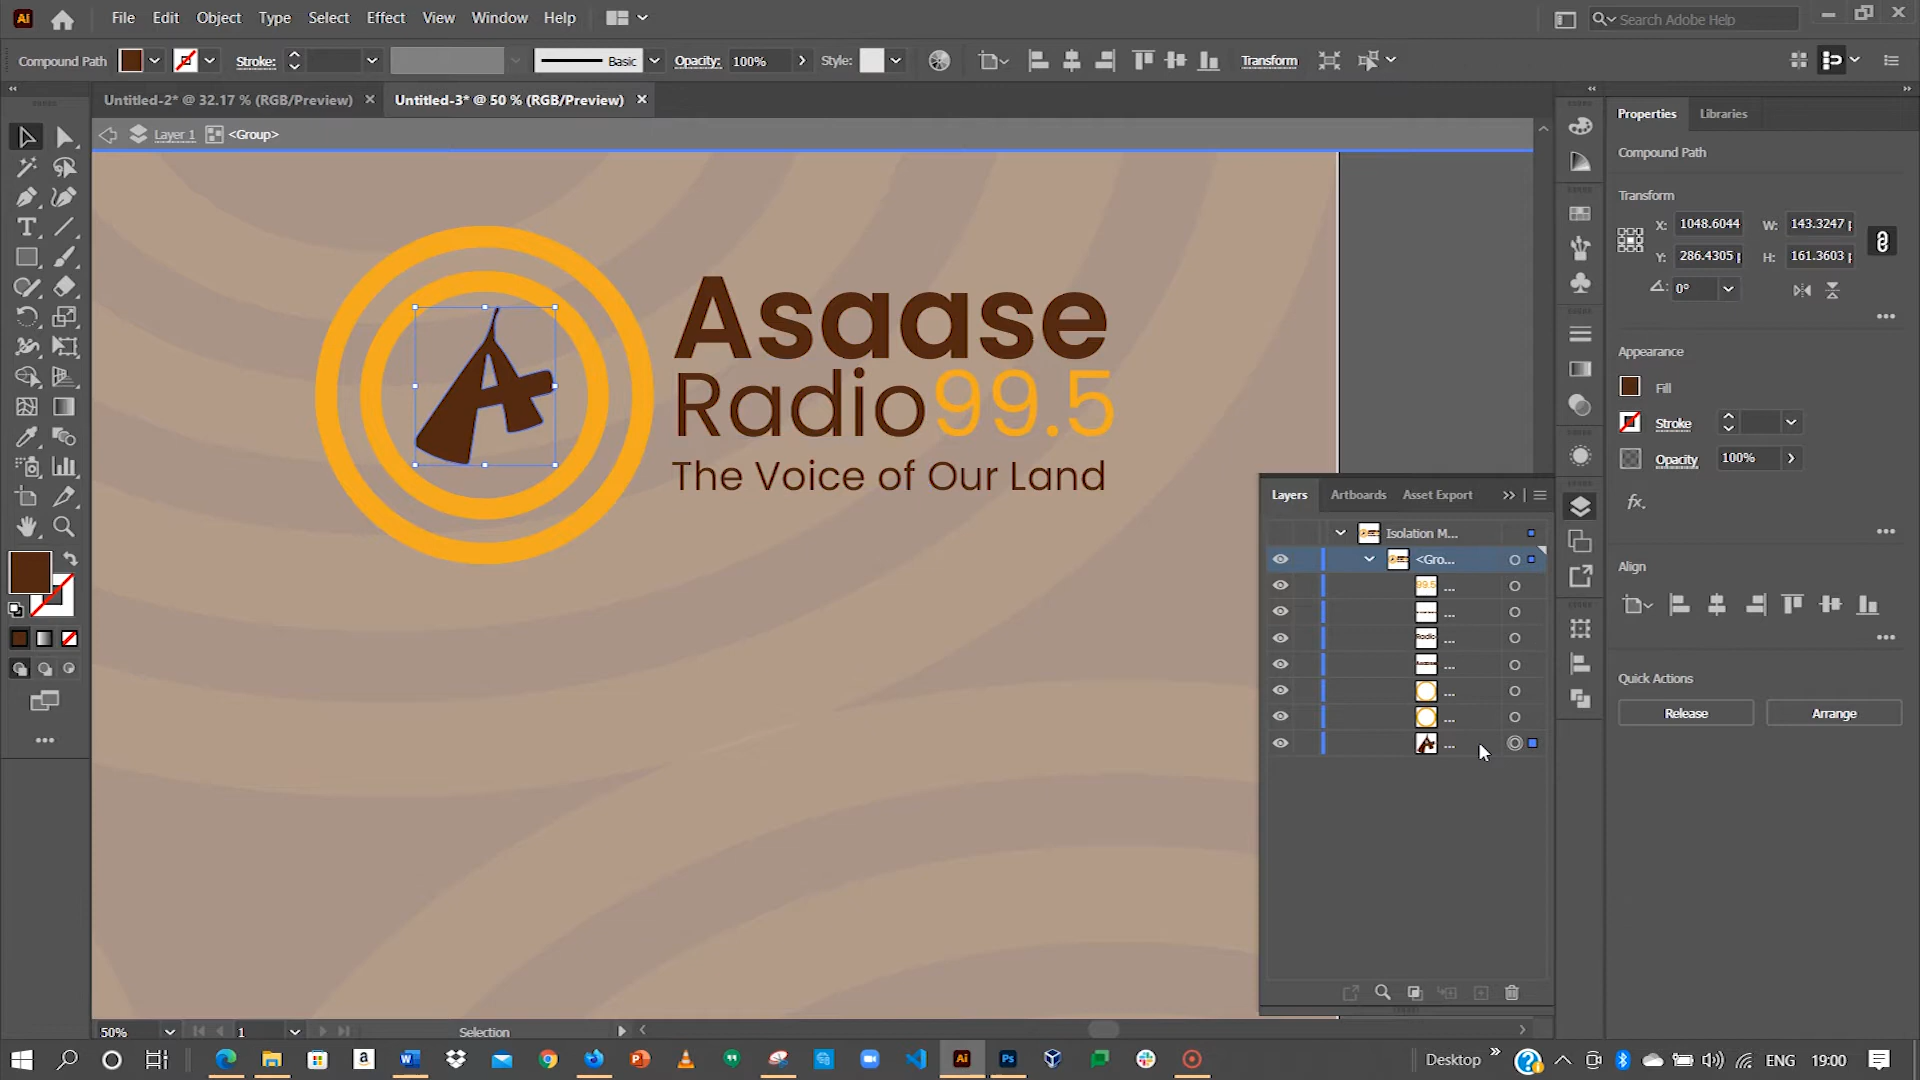 File Edit Object Type Select Effect View Window Help
Search Adobe Help
Compound Path
Stroke:
Basic
Opacity: 100%
Style:
Transform
Untitled-2* @ 32.17 % (RGB/Preview)
Untitled-3* @ 50 % (RGB/Preview)
Layer 1 <Group>
Asaase
Radio99.5
The Voice of Our Land
Layers Artboards Asset Export
Isolation M...
<Gro...
99.5 ...
...
Radio ...
...
...
...
...
Properties Libraries
Compound Path
Transform
X: 1048.6044 W: 143.3247 p
Y: 286.4305 p H: 161.3603 p
0°
Appearance
Fill
Stroke
Opacity 100%
fx.
Align
Quick Actions
Release Arrange
50% 1 Selection
Desktop ENG 19:00